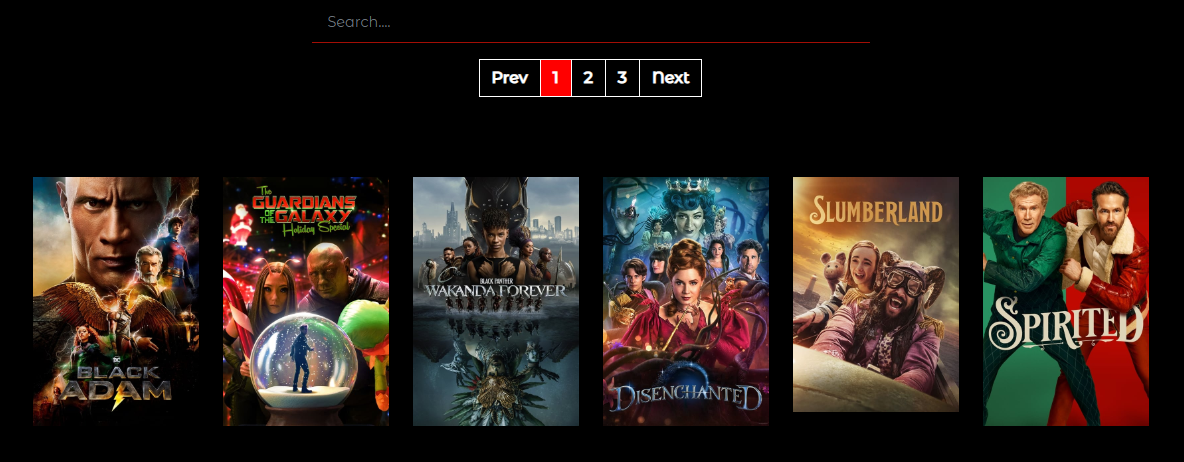 Search....
Prev 1 2 3 Next
DC
BLACK
ADAM
The
GUARDIANS
OF THE GALAXY
Holiday Special
BLACK PANTHER
WAKANDA FOREVER
DISENCHANTED
SLUMBERLAND
SPIRITED